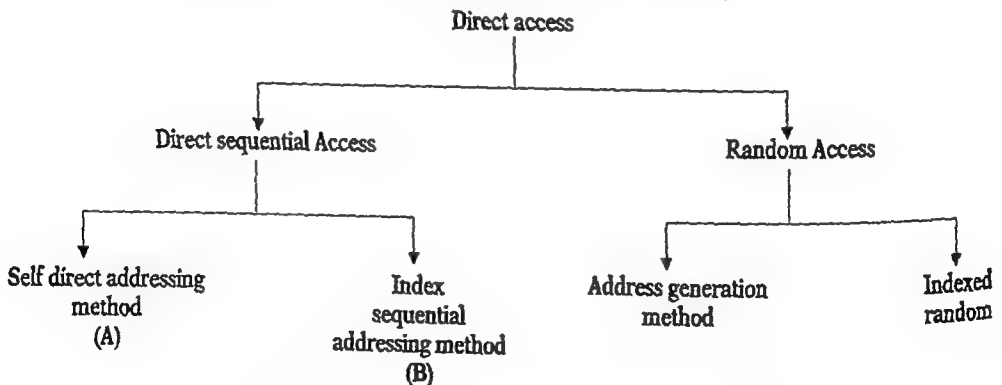 Direct access
Direct sequential Access
Random Access
Self direct addressing
method
(A)
Index
sequential
addressing method
(B)
Address generation
method
Indexed
random